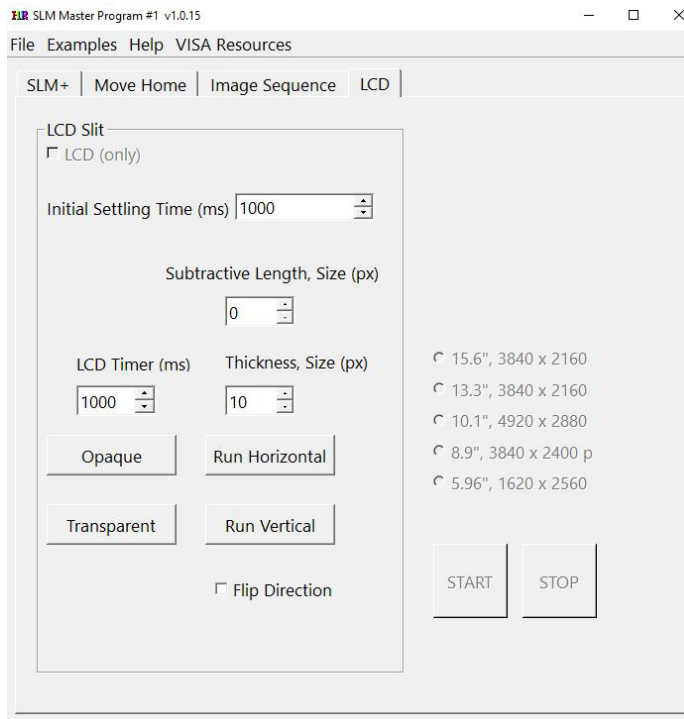 SLM Master Program #1 v1.0.15
File Examples Help VISA Resources
SLM+ Move Home Image Sequence LCD
LCD Slit
LCD (only)
Initial Settling Time (ms) 1000
Subtractive Length, Size (px)
0
LCD Timer (ms) Thickness, Size (px)
1000 10
Opaque Run Horizontal
Transparent Run Vertical
Flip Direction
15.6", 3840 x 2160
13.3", 3840 x 2160
10.1", 4920 x 2880
8.9", 3840 x 2400 p
5.96", 1620 x 2560
START STOP